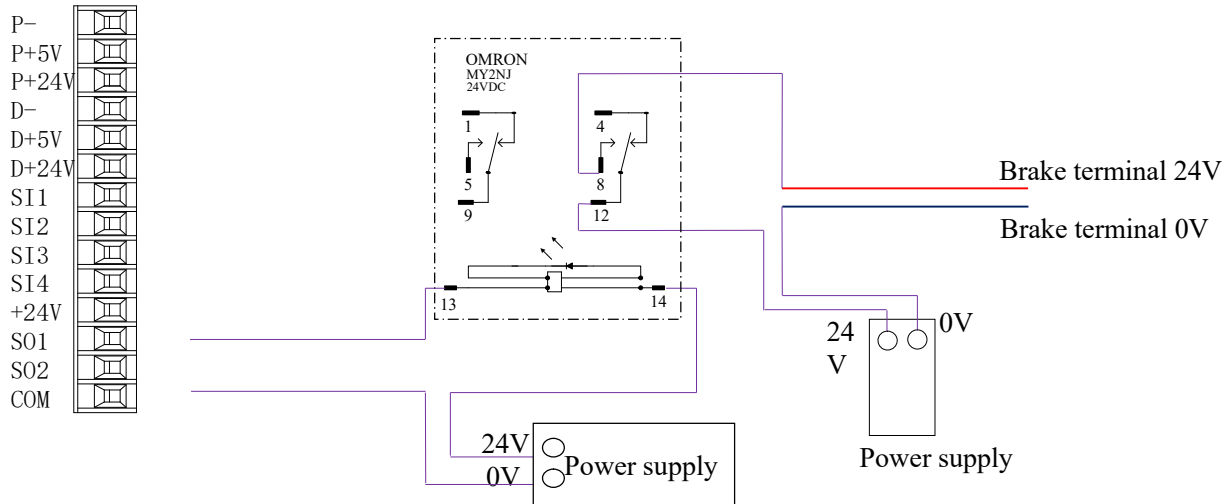 P-
P+5V
P+24V
D-
D+5V
D+24V
SI1
SI2
SI3
SI4
+24V
SO1
SO2
COM
OMRON
MY2NJ
24VDC
1
4
5
8
9
12
13
14
Brake terminal 24V
Brake terminal 0V
24
V
0V
Power supply
24V
0V
Power supply